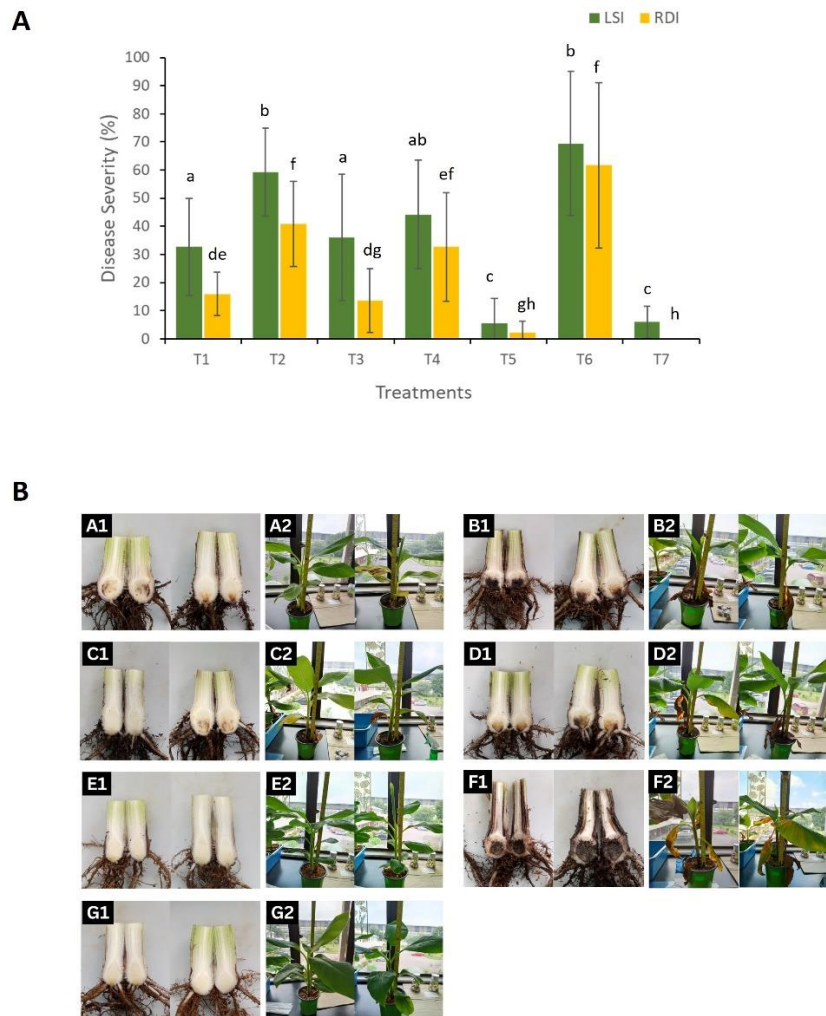 A
LSI RDI
Disease Severity (%)
100
90
80
70
60
50
40
30
20
10
0
a
de
b
f
a
dg
ab
ef
c
gh
b
f
c
h
T1 T2 T3 T4 T5 T6 T7
Treatments
B
A1 A2 B1 B2
C1 C2 D1 D2
E1 E2 F1 F2
G1 G2